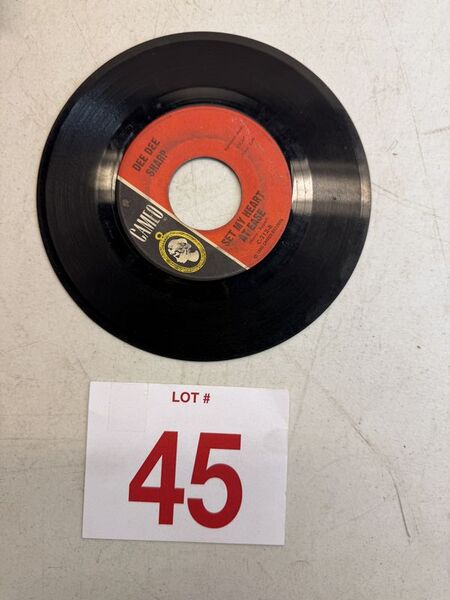 DEE DEE
SHARP
CAMEO
SET MY HEART
AT EASE
LOT #
45